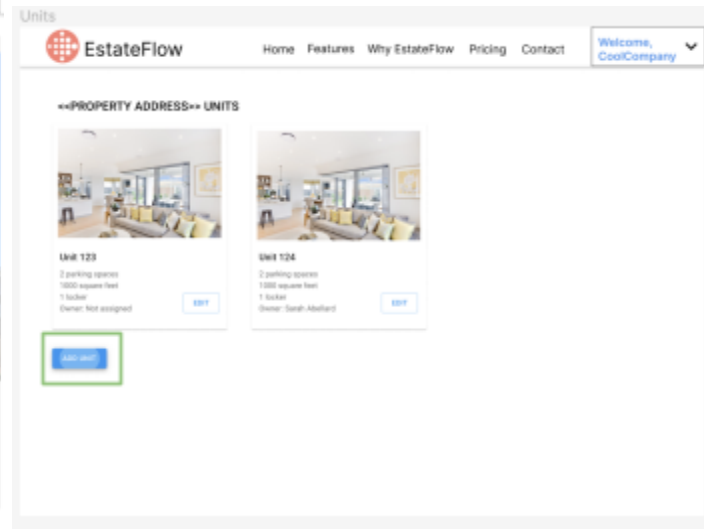 Units
EstateFlow
Home Features Why EstateFlow Pricing Contact
Welcome,
CoolCompany
<<PROPERTY ADDRESS>> UNITS
Unit 123
2 parking spaces
1000 square feet
1 locker
Owner: Not assigned
EDIT
Unit 124
2 parking spaces
1000 square feet
1 locker
Owner: Sarah Abellard
EDIT
ADD UNIT